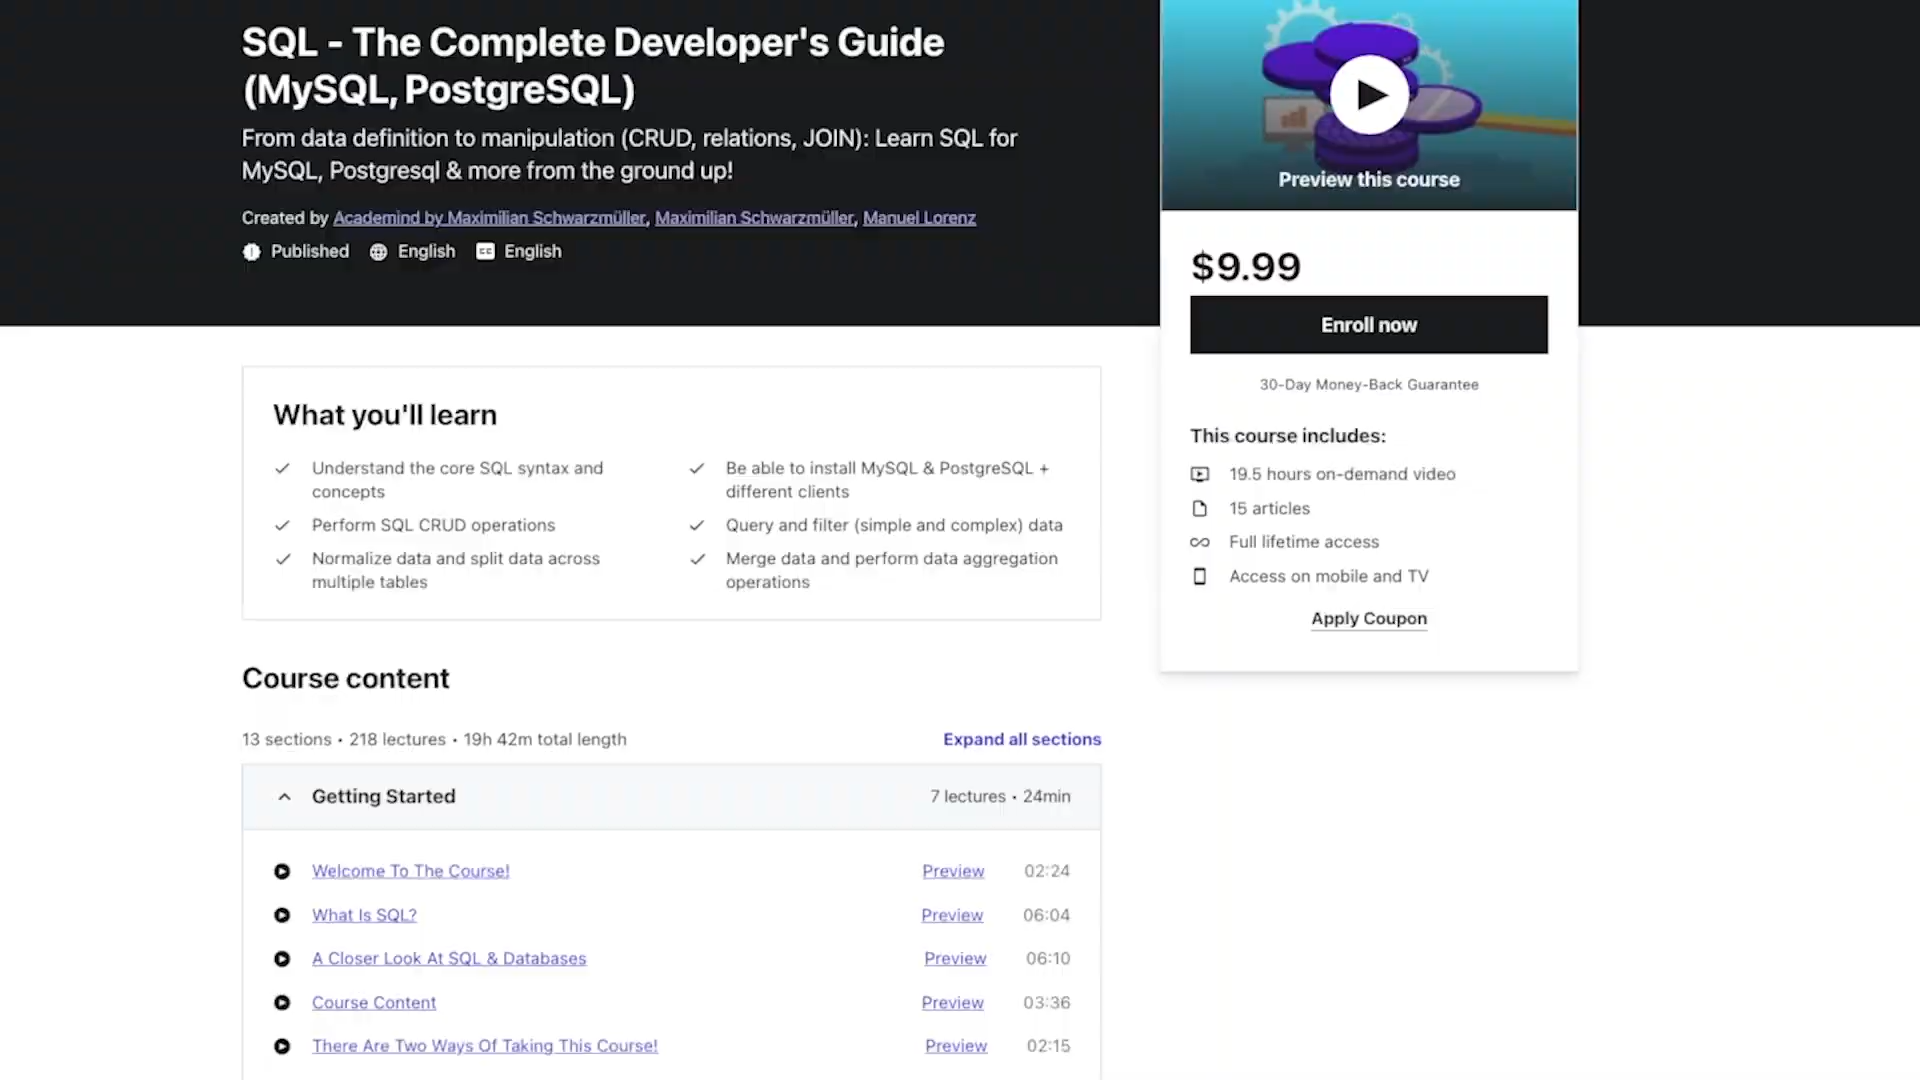 SQL - The Complete Developer's Guide
(MySQL, PostgreSQL)
From data definition to manipulation (CRUD, relations, JOIN): Learn SQL for
MySQL, Postgresql & more from the ground up!
Created by Academind by Maximilian Schwarzmüller, Maximilian Schwarzmüller, Manuel Lorenz
Published English CC English
Preview this course
$9.99
Enroll now
30-Day Money-Back Guarantee
This course includes:
19.5 hours on-demand video
15 articles
Full lifetime access
Access on mobile and TV
Apply Coupon
What you'll learn
Understand the core SQL syntax and
concepts
Be able to install MySQL & PostgreSQL +
different clients
Perform SQL CRUD operations
Query and filter (simple and complex) data
Normalize data and split data across
multiple tables
Merge data and perform data aggregation
operations
Course content
13 sections • 218 lectures • 19h 42m total length Expand all sections
Getting Started 7 lectures • 24min
Welcome To The Course! Preview 02:24
What Is SQL? Preview 06:04
A Closer Look At SQL & Databases Preview 06:10
Course Content Preview 03:36
There Are Two Ways Of Taking This Course! Preview 02:15